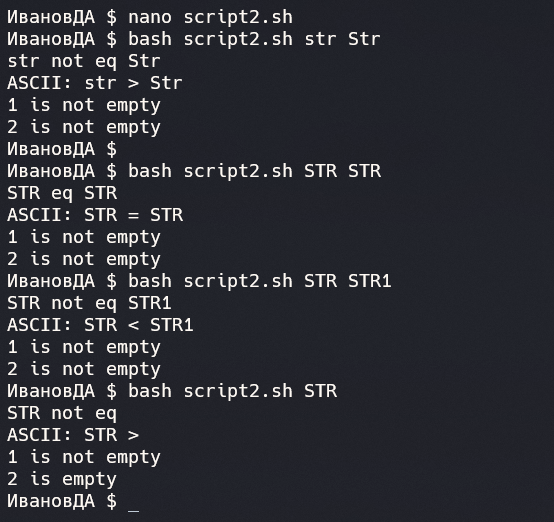 ИвановДА $ nano script2.sh
ИвановДА $ bash script2.sh str Str
str not eq Str
ASCII: str > Str
1 is not empty
2 is not empty
ИвановДА $
ИвановДА $ bash script2.sh STR STR
STR eq STR
ASCII: STR = STR
1 is not empty
2 is not empty
ИвановДА $ bash script2.sh STR STR1
STR not eq STR1
ASCII: STR < STR1
1 is not empty
2 is not empty
ИвановДА $ bash script2.sh STR
STR not eq
ASCII: STR >
1 is not empty
2 is empty
ИвановДА $ _